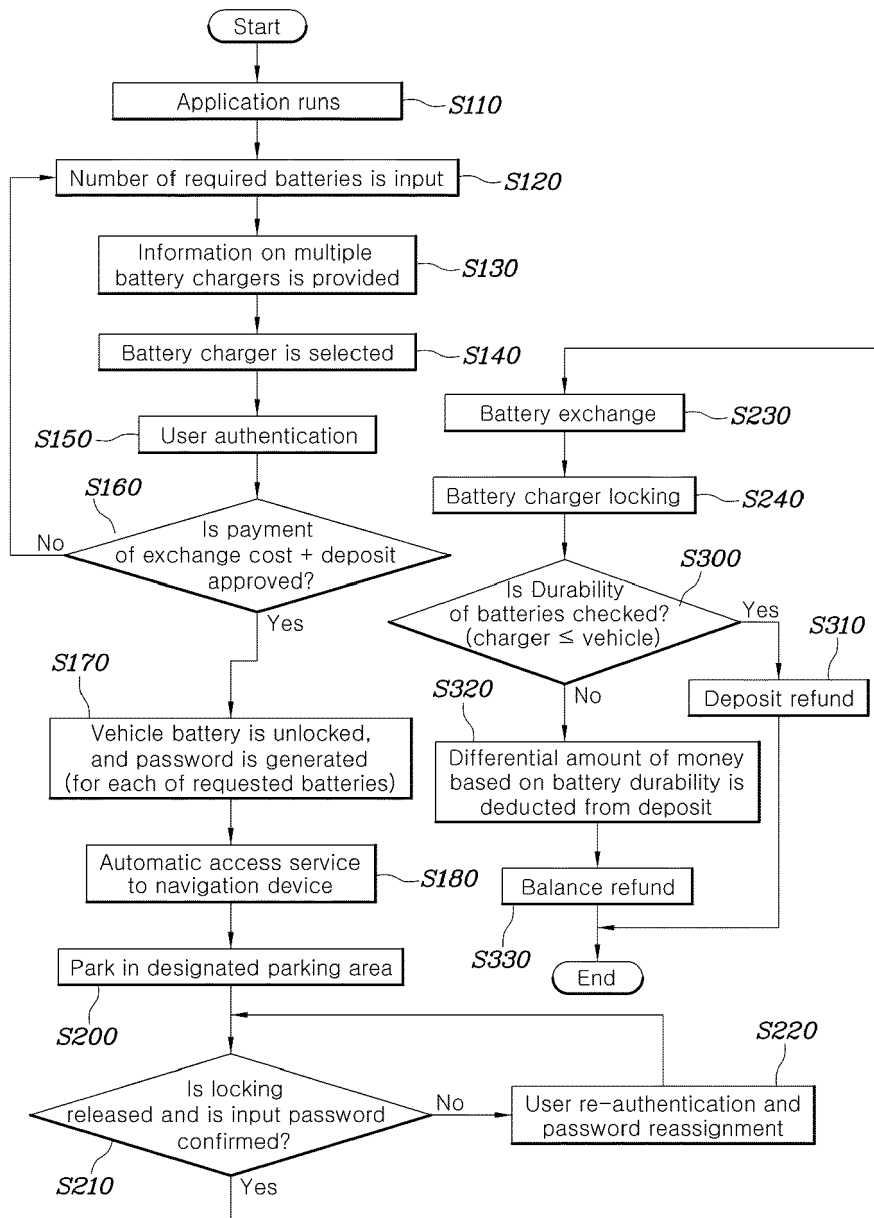 Start
Application runs
S110
Number of required batteries is input
S120
Information on multiple
battery chargers is provided
S130
Battery charger is selected
S140
S150
User authentication
S160
Is payment
of exchange cost + deposit
approved?
No
Yes
S170
Vehicle battery is unlocked,
and password is generated
(for each of requested batteries)
Automatic access service
to navigation device
S180
Park in designated parking area
S200
Is locking
released and is input password
confirmed?
S210
No
Yes
S220
User re-authentication and
password reassignment
Battery exchange
S230
Battery charger locking
S240
Is Durability
of batteries checked?
(charger ≤ vehicle)
S300
Yes
No
S310
Deposit refund
S320
Differential amount of money
based on battery durability is
deducted from deposit
Balance refund
S330
End